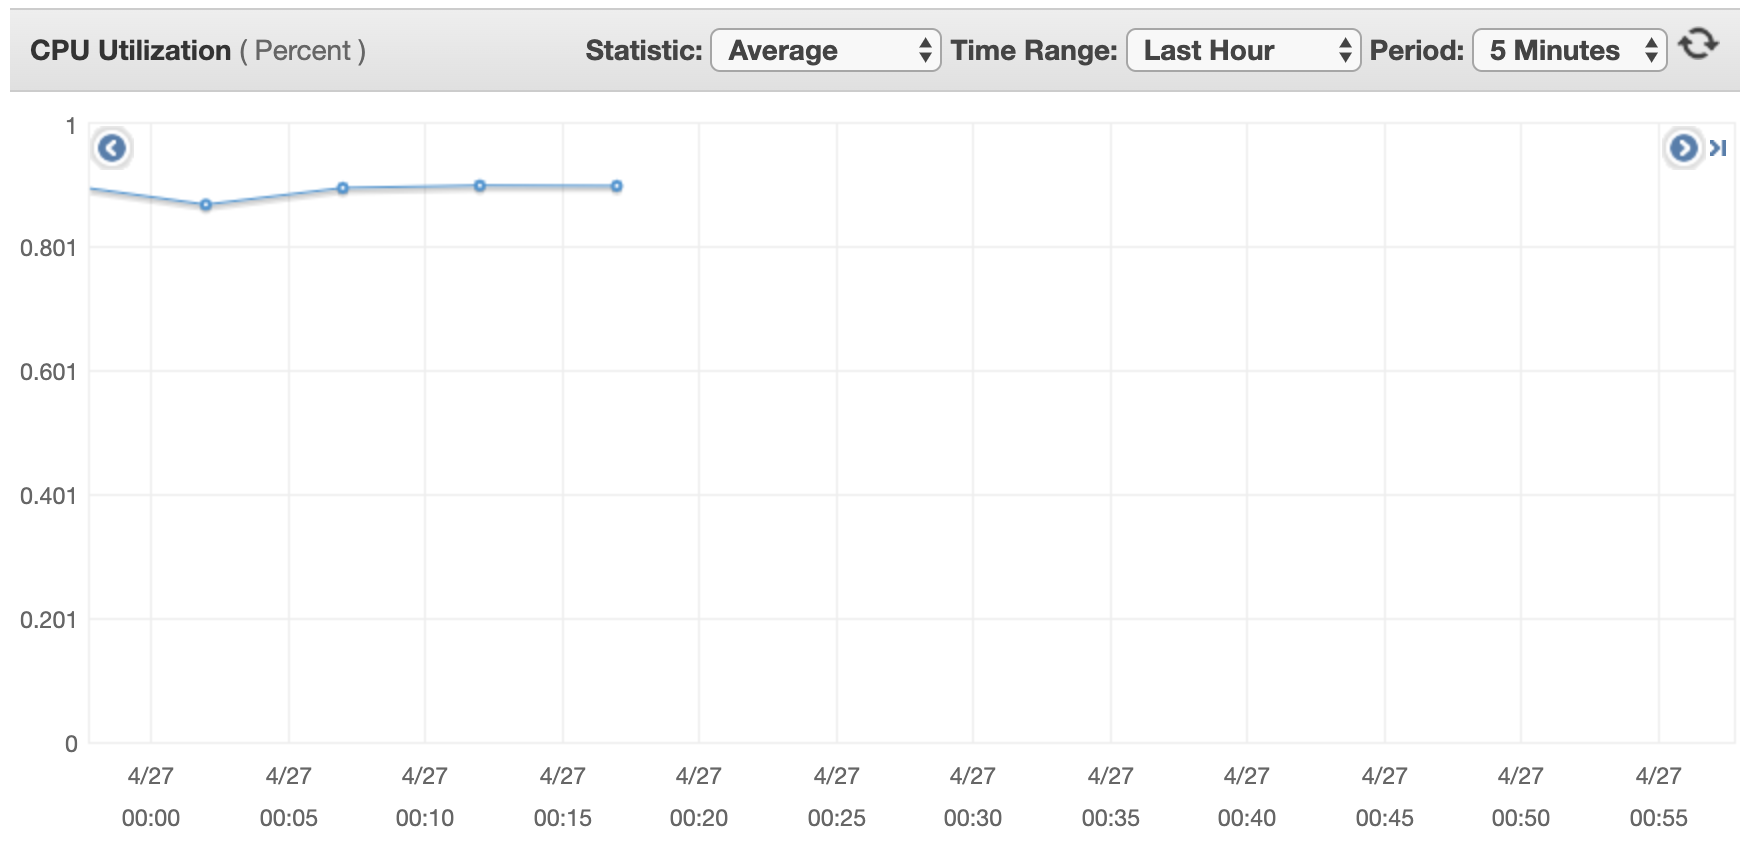 CPU Utilization ( Percent ) Statistic: Average Time Range: Last Hour Period: 5 Minutes
1
0.801
0.601
0.401
0.201
0
4/27 4/27 4/27 4/27 4/27 4/27 4/27 4/27 4/27 4/27 4/27 4/27
00:00 00:05 00:10 00:15 00:20 00:25 00:30 00:35 00:40 00:45 00:50 00:55